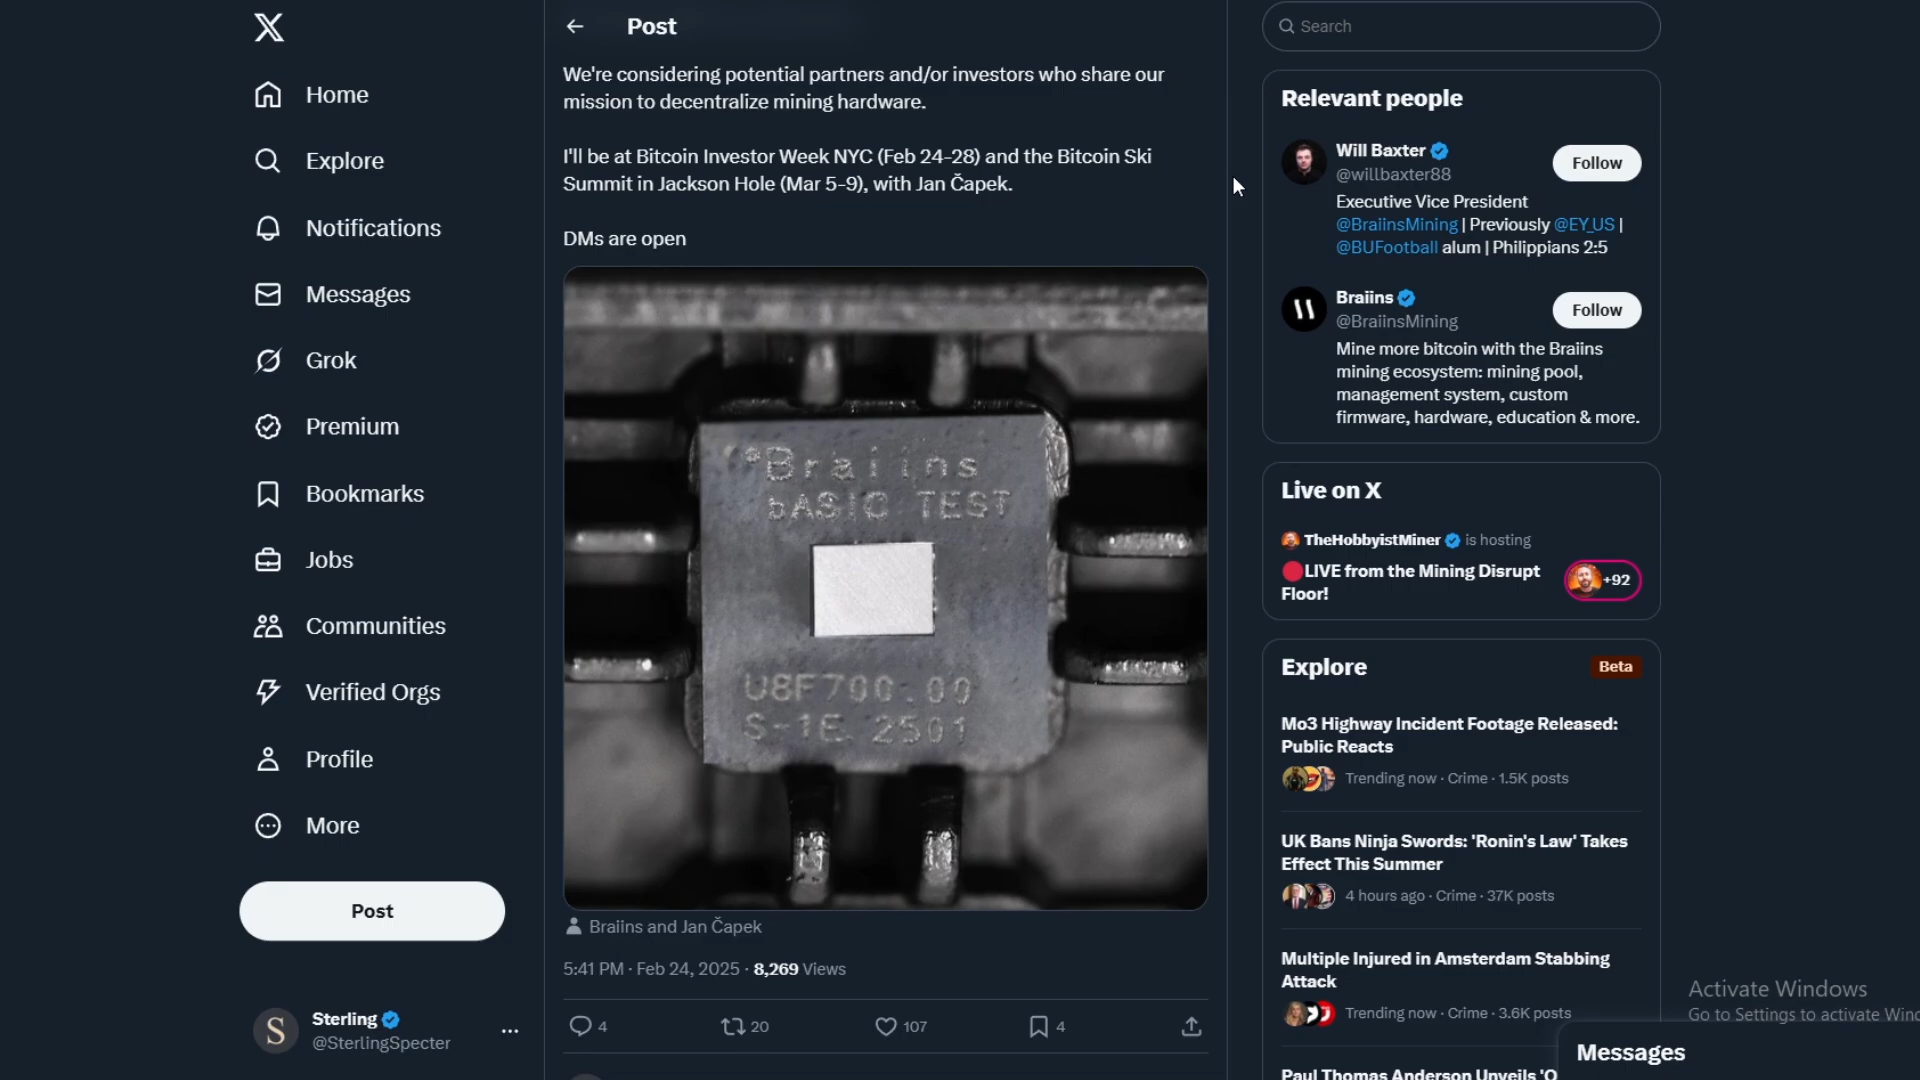 Home
Explore
Notifications
Messages
Grok
Premium
Bookmarks
Jobs
Communities
Verified Orgs
Profile
More
Post
Sterling
@SterlingSpecter
Post
We're considering potential partners and/or investors who share our
mission to decentralize mining hardware.
I'll be at Bitcoin Investor Week NYC (Feb 24-28) and the Bitcoin Ski
Summit in Jackson Hole (Mar 5-9), with Jan Čapek.
DMs are open
Braiins
bASIC TEST
U8F700.00
S-1E 2501
Braiins and Jan Čapek
5:41 PM · Feb 24, 2025 · 8,269 Views
4
20
107
4
Search
Relevant people
Will Baxter
@willbaxter88
Follow
Executive Vice President
@BraiinsMining | Previously @EY_US |
@BUFootball alum | Philippians 2:5
Braiins
@BraiinsMining
Follow
Mine more bitcoin with the Braiins
mining ecosystem: mining pool,
management system, custom
firmware, hardware, education & more.
Live on X
TheHobbyistMiner is hosting
LIVE from the Mining Disrupt
Floor!
+92
Explore
Beta
Mo3 Highway Incident Footage Released:
Public Reacts
Trending now · Crime · 1.5K posts
UK Bans Ninja Swords: 'Ronin's Law' Takes
Effect This Summer
4 hours ago · Crime · 37K posts
Multiple Injured in Amsterdam Stabbing
Attack
Trending now · Crime · 3.6K posts
Paul Thomas Anderson Unveils 'O
Activate Windows
Go to Settings to activate Winc
Messages